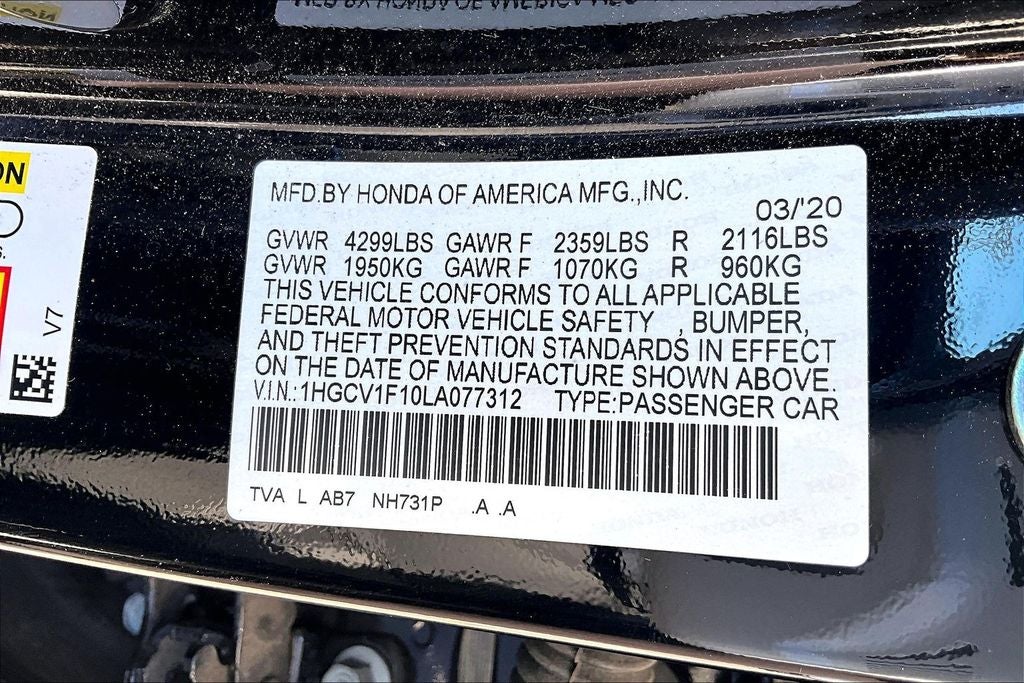 MFD.BY HONDA OF AMERICA MFG.,INC.
03/'20
GVWR 4299LBS GAWR F 2359LBS R 2116LBS
GVWR 1950KG GAWR F 1070KG R 960KG
THIS VEHICLE CONFORMS TO ALL APPLICABLE
FEDERAL MOTOR VEHICLE SAFETY , BUMPER,
AND THEFT PREVENTION STANDARDS IN EFFECT
ON THE DATE OF MANUFACTURE SHOWN ABOVE.
V.I.N.:1HGCV1F10LA077312 TYPE:PASSENGER CAR
TVA L AB7 NH731P .A .A
V7